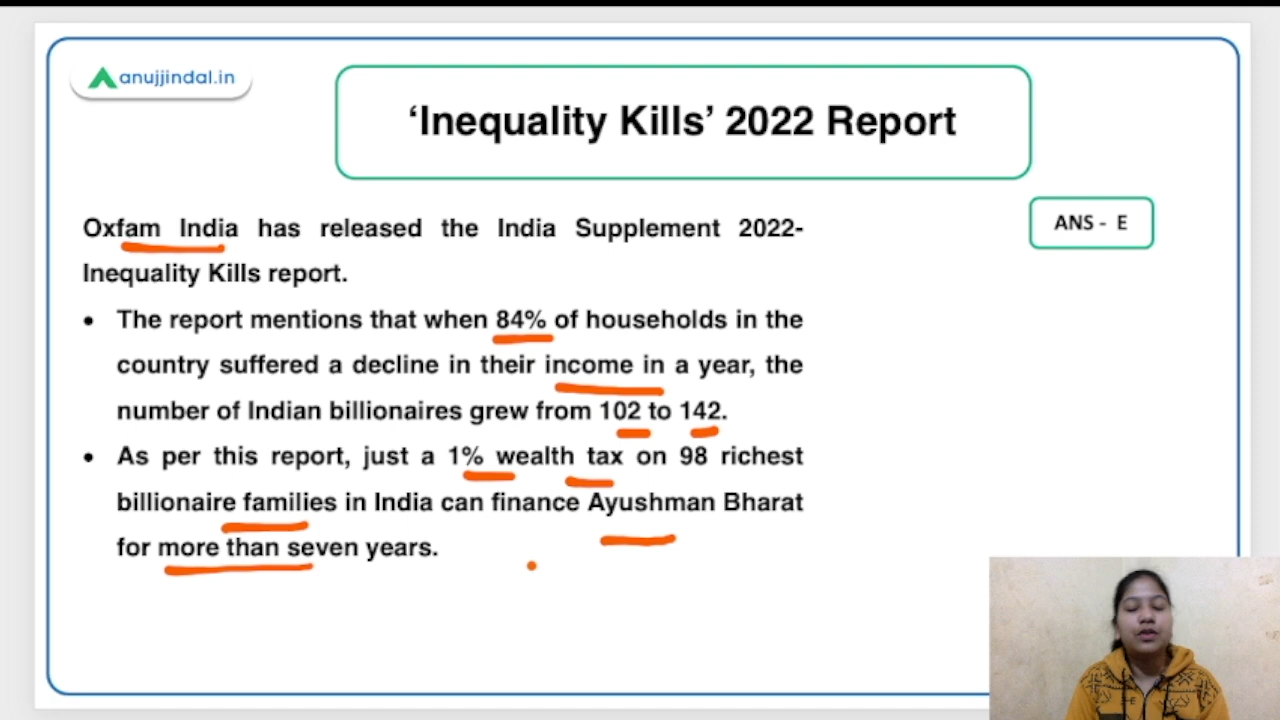 anujjindal.in
‘Inequality Kills’ 2022 Report
ANS - E
Oxfam India has released the India Supplement 2022-
Inequality Kills report.
• The report mentions that when 84% of households in the
country suffered a decline in their income in a year, the
number of Indian billionaires grew from 102 to 142.
• As per this report, just a 1% wealth tax on 98 richest
billionaire families in India can finance Ayushman Bharat
for more than seven years.